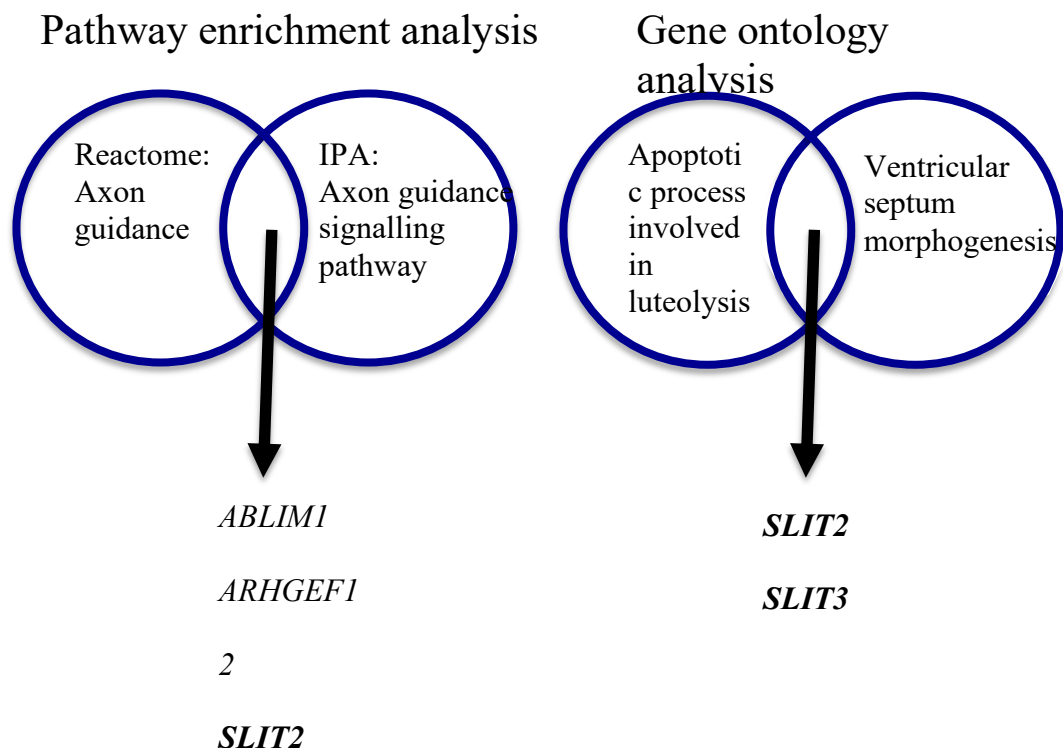 Pathway enrichment analysis
Gene ontology
analysis
Reactome:
Axon
guidance
IPA:
Axon guidance
signalling
pathway
Apoptoti
c process
involved
in
luteolysis
Ventricular
septum
morphogenesis
ABLIM1
ARHGEF1
2
SLIT2
SLIT2
SLIT3